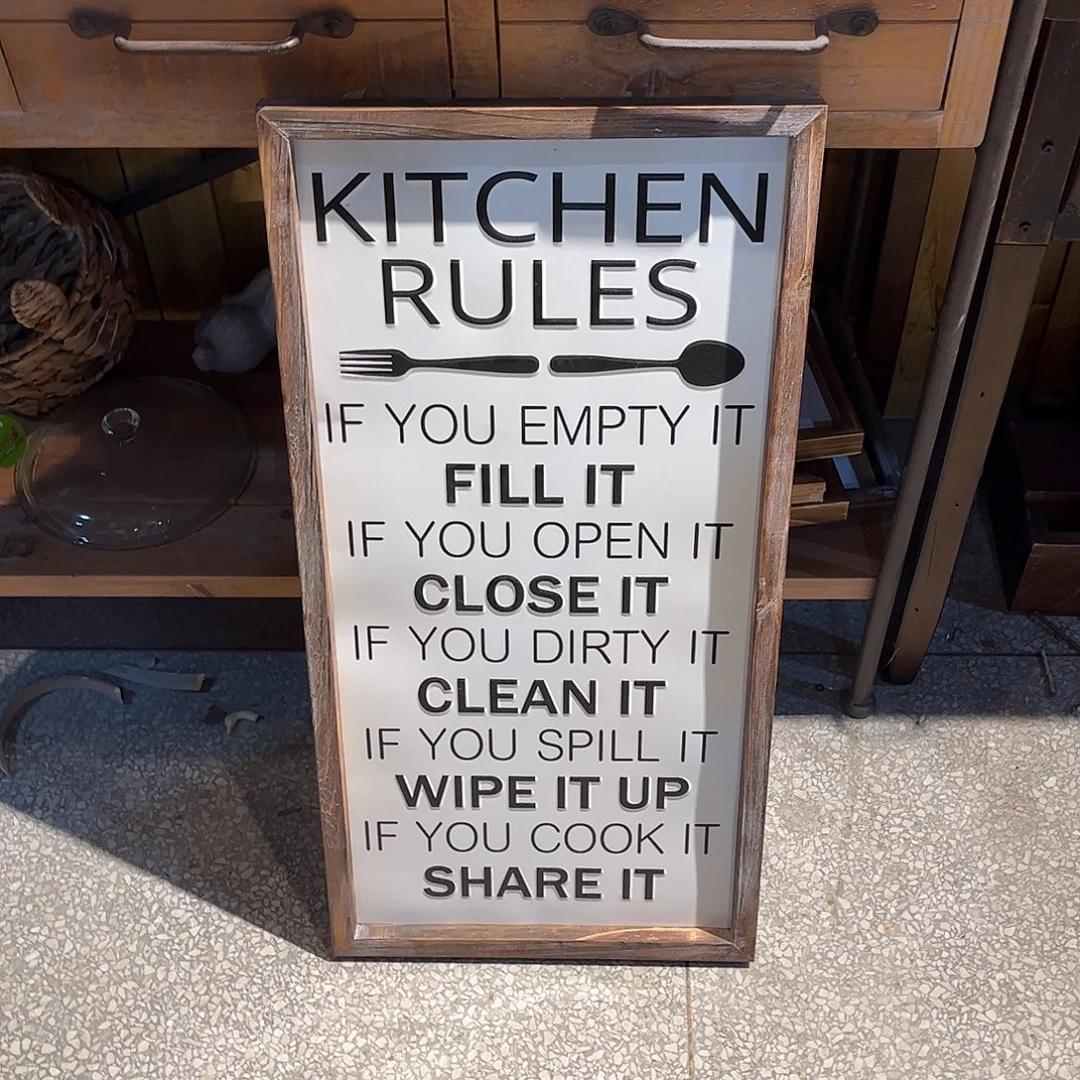 KITCHEN
RULES
IF YOU EMPTY IT
FILL IT
IF YOU OPEN IT
CLOSE IT
IF YOU DIRTY IT
CLEAN IT
IF YOU SPILL IT
WIPE IT UP
IF YOU COOK IT
SHARE IT